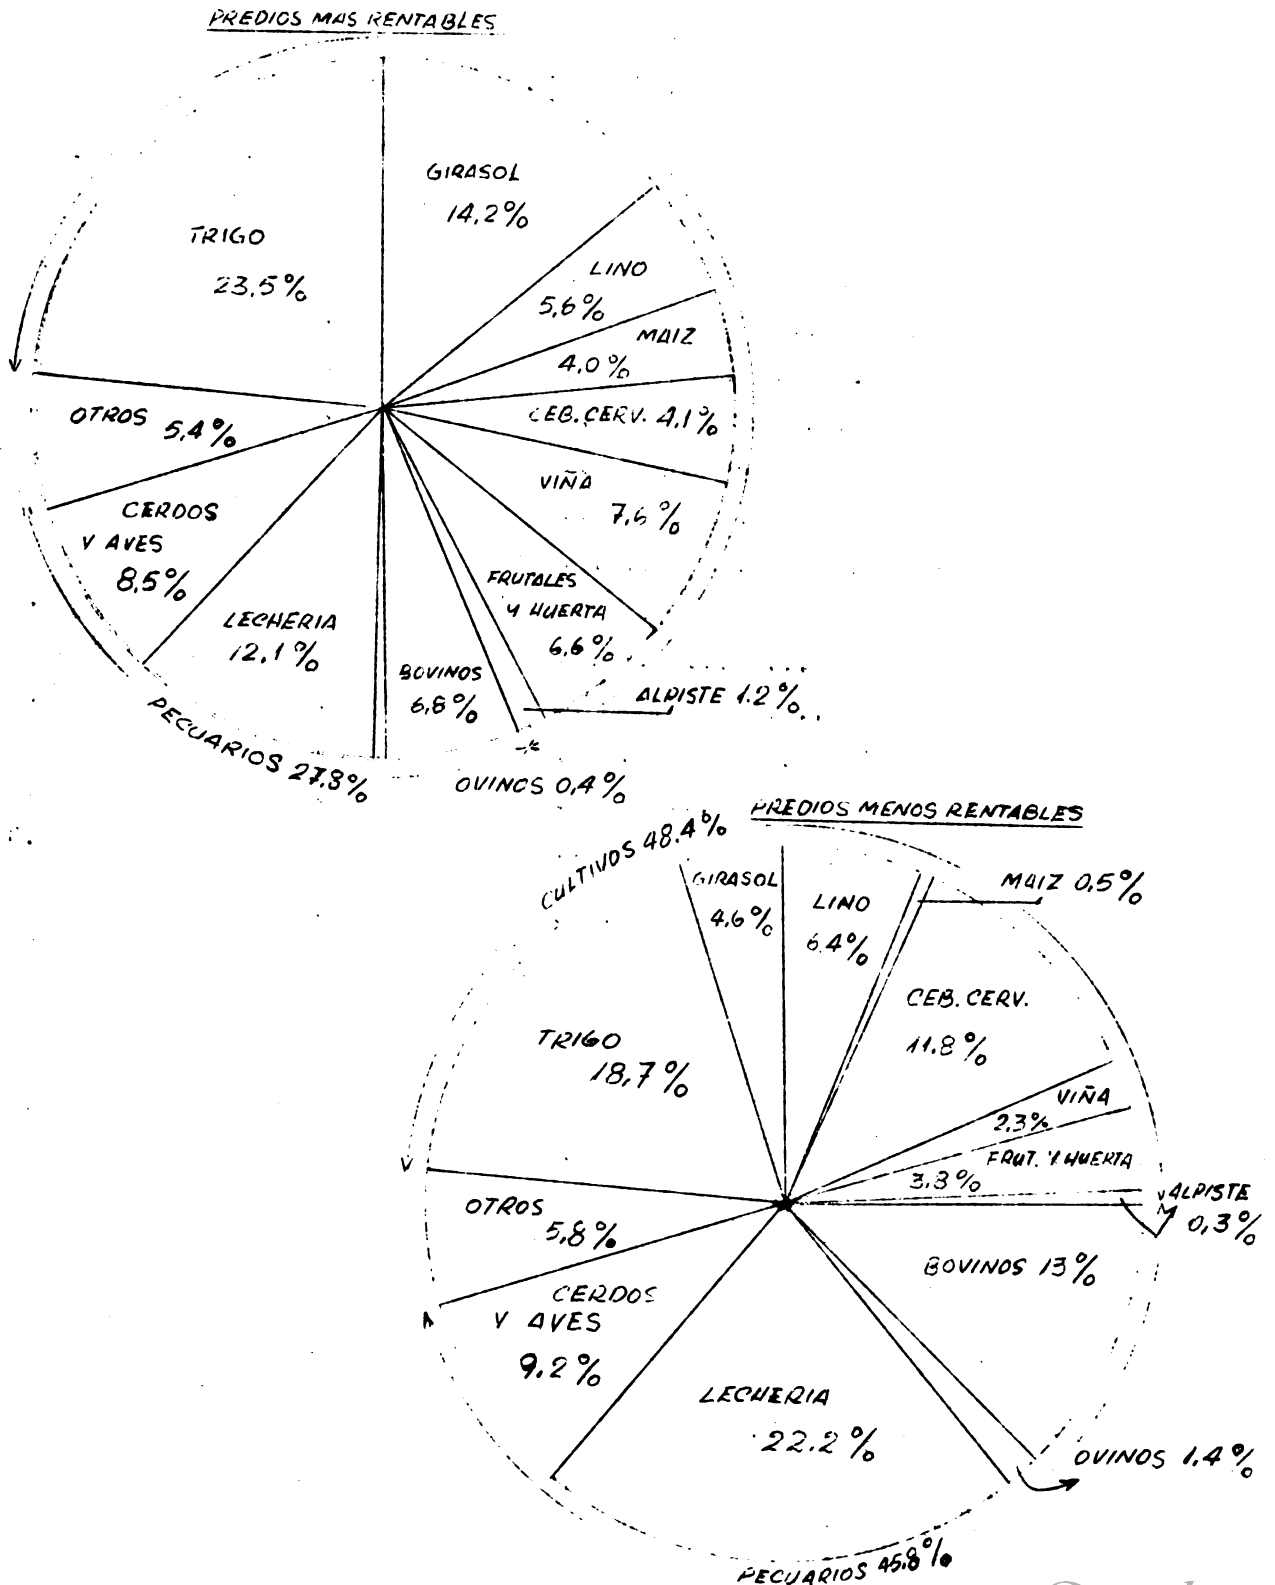 PREDIOS MAS RENTABLES
GIRASOL
14.2%
TRIGO
23.5%
LINO
5,6%
MAIZ
4.0%
CEB. CERV. 4.1%
OTROS 5,4%
VIÑA
7,6%
CERDOS
Y AVES
8,5%
FRUTALES
Y HUERTA
6,6%
LECHERIA
12,1%
BOVINOS
6,8%
ALPISTE 1.2%
PECUARIOS 27.8%
OVINOS 0,4%
PREDIOS MENOS RENTABLES
CULTIVOS 48.4%
GIRASOL
4.6%
LINO
6.4%
MAIZ 0.5%
CEB. CERV.
11.8%
TRIGO
18,7%
VIÑA
2,3%
FRUT. Y HUERTA
3.3%
ALPISTE
0,3%
OTROS
5,8%
BOVINOS 13%
CERDOS
Y AVES
9.2%
LECHERIA
22.2%
OVINOS 1.4%
PECUARIOS 45.8%